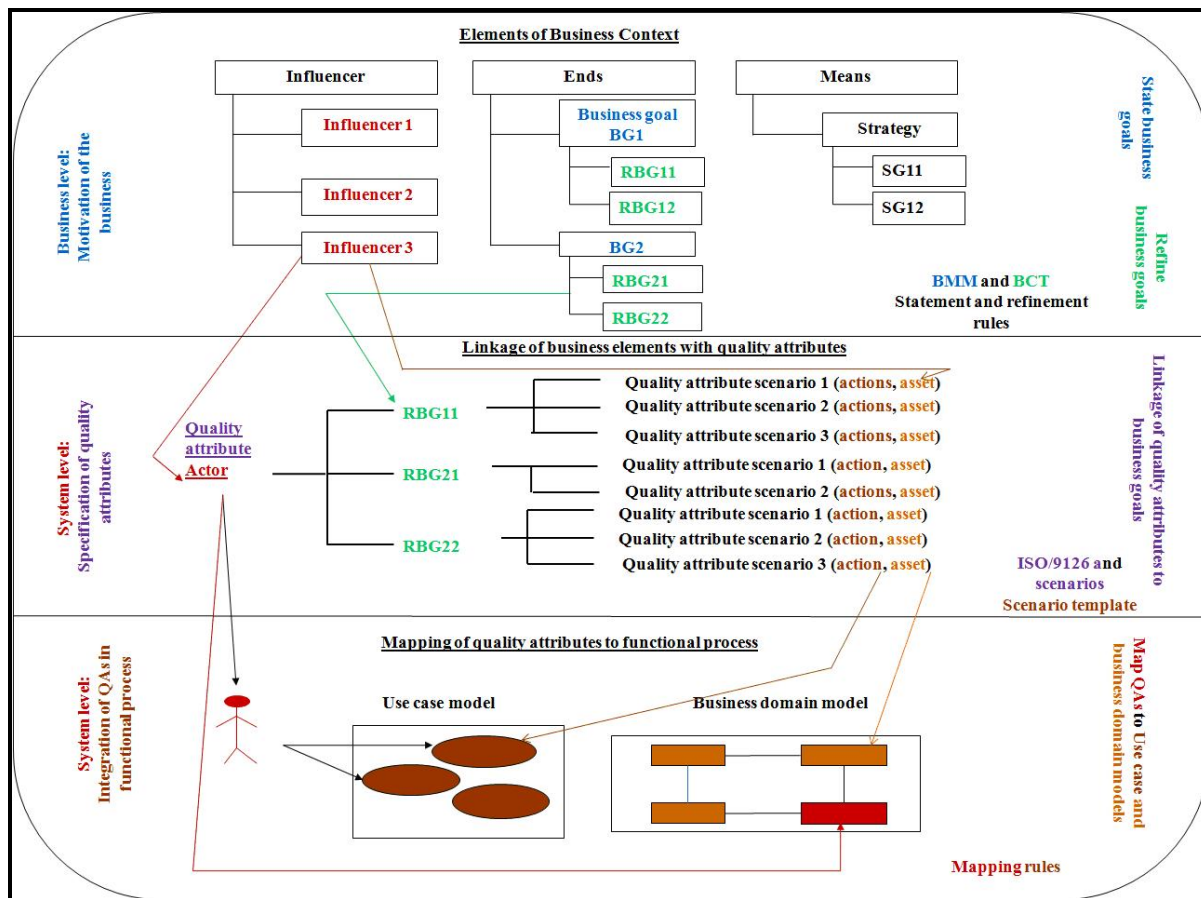 Elements of Business Context
Influencer
Ends
Means
Influencer 1
Influencer 2
Influencer 3
Business goal
BG1
RBG11
RBG12
BG2
RBG21
RBG22
Strategy
SG11
SG12
Business level:
Motivation of the
business
State business
goals
Refine
business goals
BMM and BCT
Statement and refinement
rules
Linkage of business elements with quality attributes
System level:
Specification of quality
attributes
Quality
attribute
Actor
RBG11
RBG21
RBG22
Quality attribute scenario 1 (actions, asset)
Quality attribute scenario 2 (actions, asset)
Quality attribute scenario 3 (actions, asset)
Quality attribute scenario 1 (action, asset)
Quality attribute scenario 2 (actions, asset)
Quality attribute scenario 1 (action, asset)
Quality attribute scenario 2 (action, asset)
Quality attribute scenario 3 (action, asset)
Linkage of quality attributes to
business goals
ISO/9126 and
scenarios
Scenario template
Mapping of quality attributes to functional process
System level:
Integration of QAs in
functional process
Use case model
Business domain model
Map QAs to Use case and
business domain models
Mapping rules